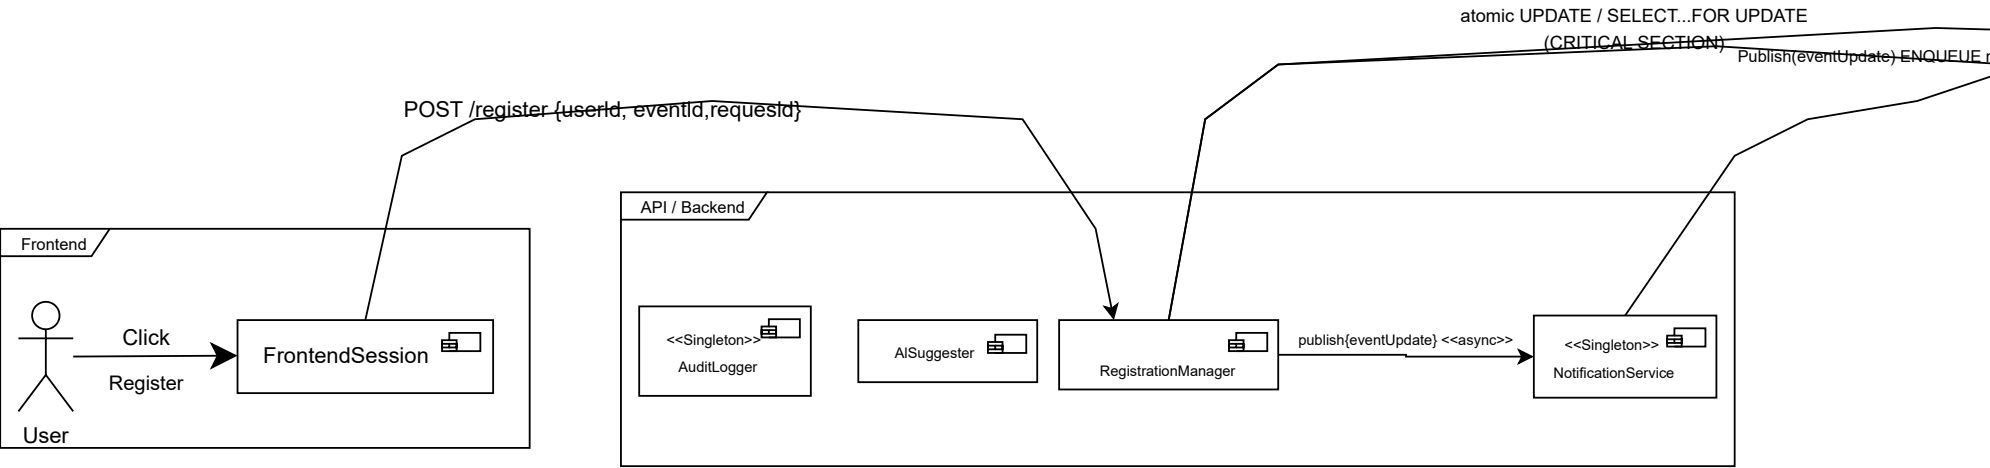 atomic UPDATE / SELECT...FOR UPDATE
(CRITICAL SECTION)
Publish(eventUpdate) ENQUEUE
POST /register {userId, eventId,requesId}
API / Backend
Frontend
Click
Register
User
FrontendSession
<<Singleton>>
AuditLogger
AISuggester
RegistrationManager
publish{eventUpdate} <<async>>
<<Singleton>>
NotificationService